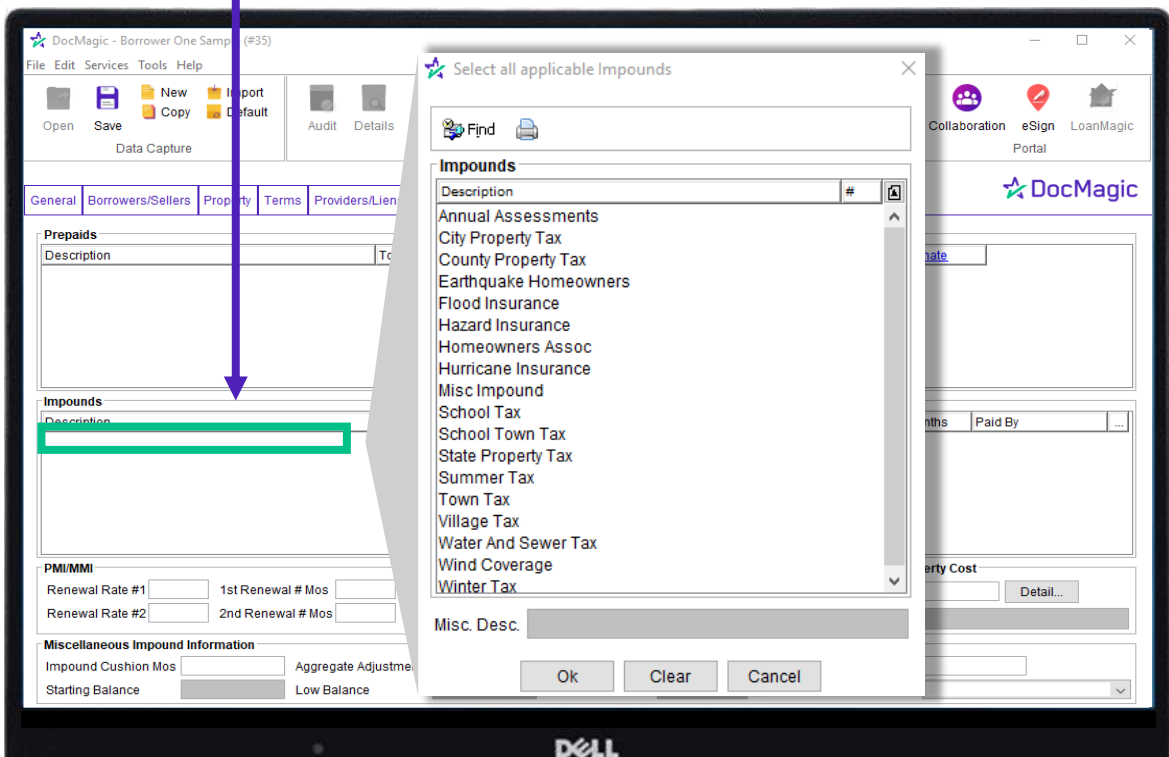 DocMagic - Borrower One Sample (#35)
File Edit Services Tools Help
New Import
Copy Default
Open Save Audit Details
Data Capture
Collaboration eSign LoanMagic
Portal
DocMagic
General Borrowers/Sellers Property Terms Providers/Liens
Prepaids
Description
Impounds
Description
Paid By ...
PMI/MMI
Renewal Rate #1 1st Renewal # Mos
Renewal Rate #2 2nd Renewal # Mos
Cost
Detail...
Miscellaneous Impound Information
Impound Cushion Mos Aggregate
Starting Balance Low Balance
Select all applicable Impounds
Find
Impounds
Description #
Annual Assessments
City Property Tax
County Property Tax
Earthquake Homeowners
Flood Insurance
Hazard Insurance
Homeowners Assoc
Hurricane Insurance
Misc Impound
School Tax
School Town Tax
State Property Tax
Summer Tax
Town Tax
Village Tax
Water And Sewer Tax
Wind Coverage
Winter Tax
Misc. Desc.
Ok Clear Cancel
DELL